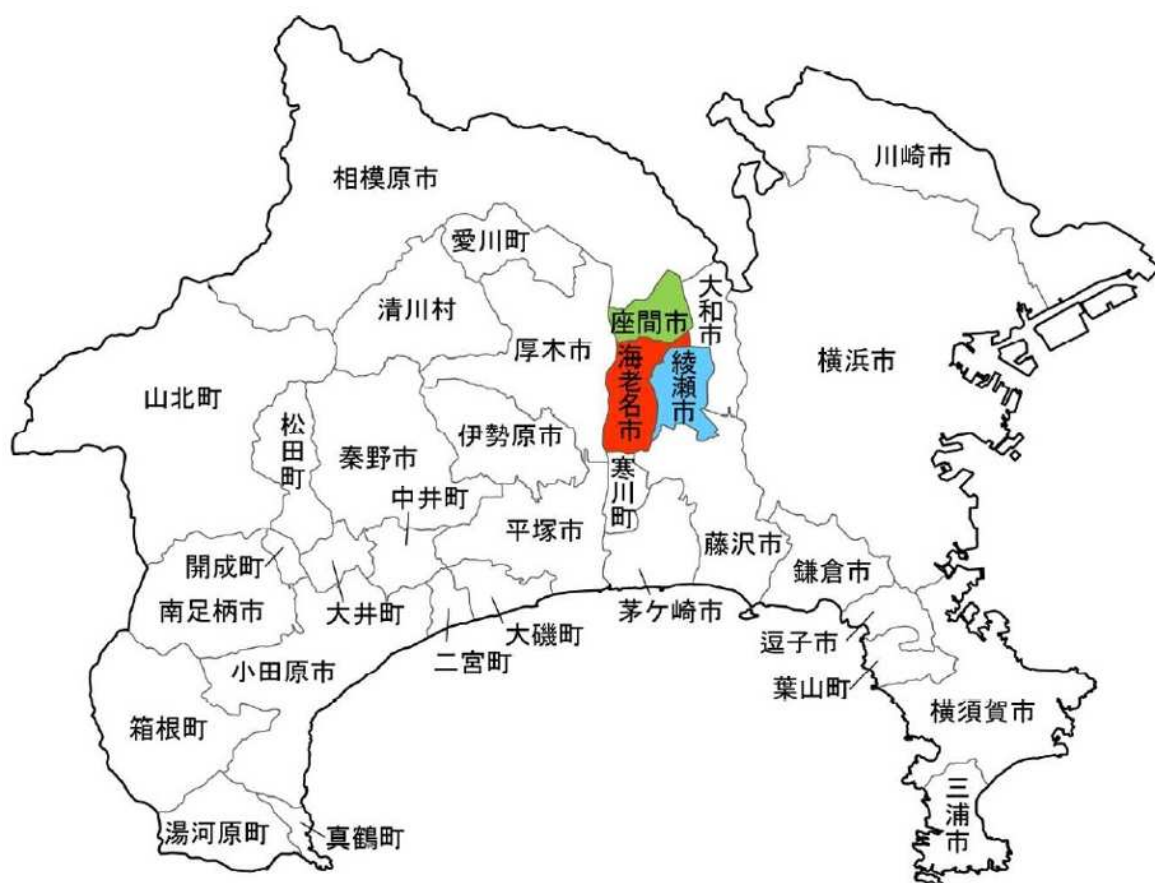 川崎市
相模原市
愛川町
大和市
清川村
座間市
厚木市
海老名市
綾瀬市
横浜市
山北町
松田町
伊勢原市
秦野市
寒川町
中井町
平塚市
藤沢市
開成町
鎌倉市
南足柄市
大井町
大磯町
茅ケ崎市
二宮町
逗子市
小田原市
葉山町
箱根町
横須賀市
三浦市
湯河原町
真鶴町